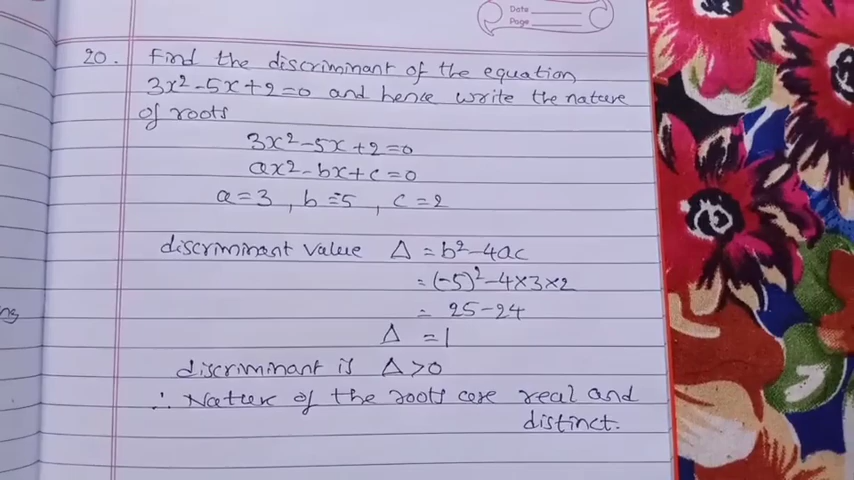 Date
Page
20. Find the discriminant of the equation
3x²-5x+2=0 and hence write the nature
of roots
3x²-5x+2=0
ax²-bx+c=0
a=3, b=-5, c=2
discriminant value Δ = b²-4ac
= (-5)²-4×3×2
= 25-24
Δ = 1
discriminant is Δ>0
∴ Nature of the roots are real and
distinct.